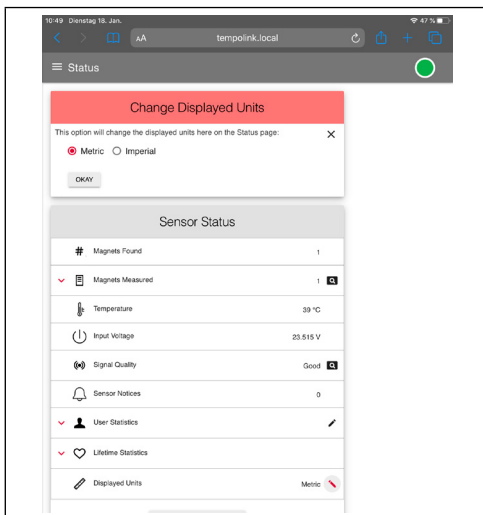 10:49 Dienstag 18. Jan.
47 %
AA
tempolink.local
Status
Change Displayed Units
This option will change the displayed units here on the Status page:
Metric
Imperial
OKAY
Sensor Status
# Magnets Found 1
Magnets Measured 1
Temperature 39 °C
Input Voltage 23.515 V
Signal Quality Good
Sensor Notices 0
User Statistics
Lifetime Statistics
Displayed Units Metric